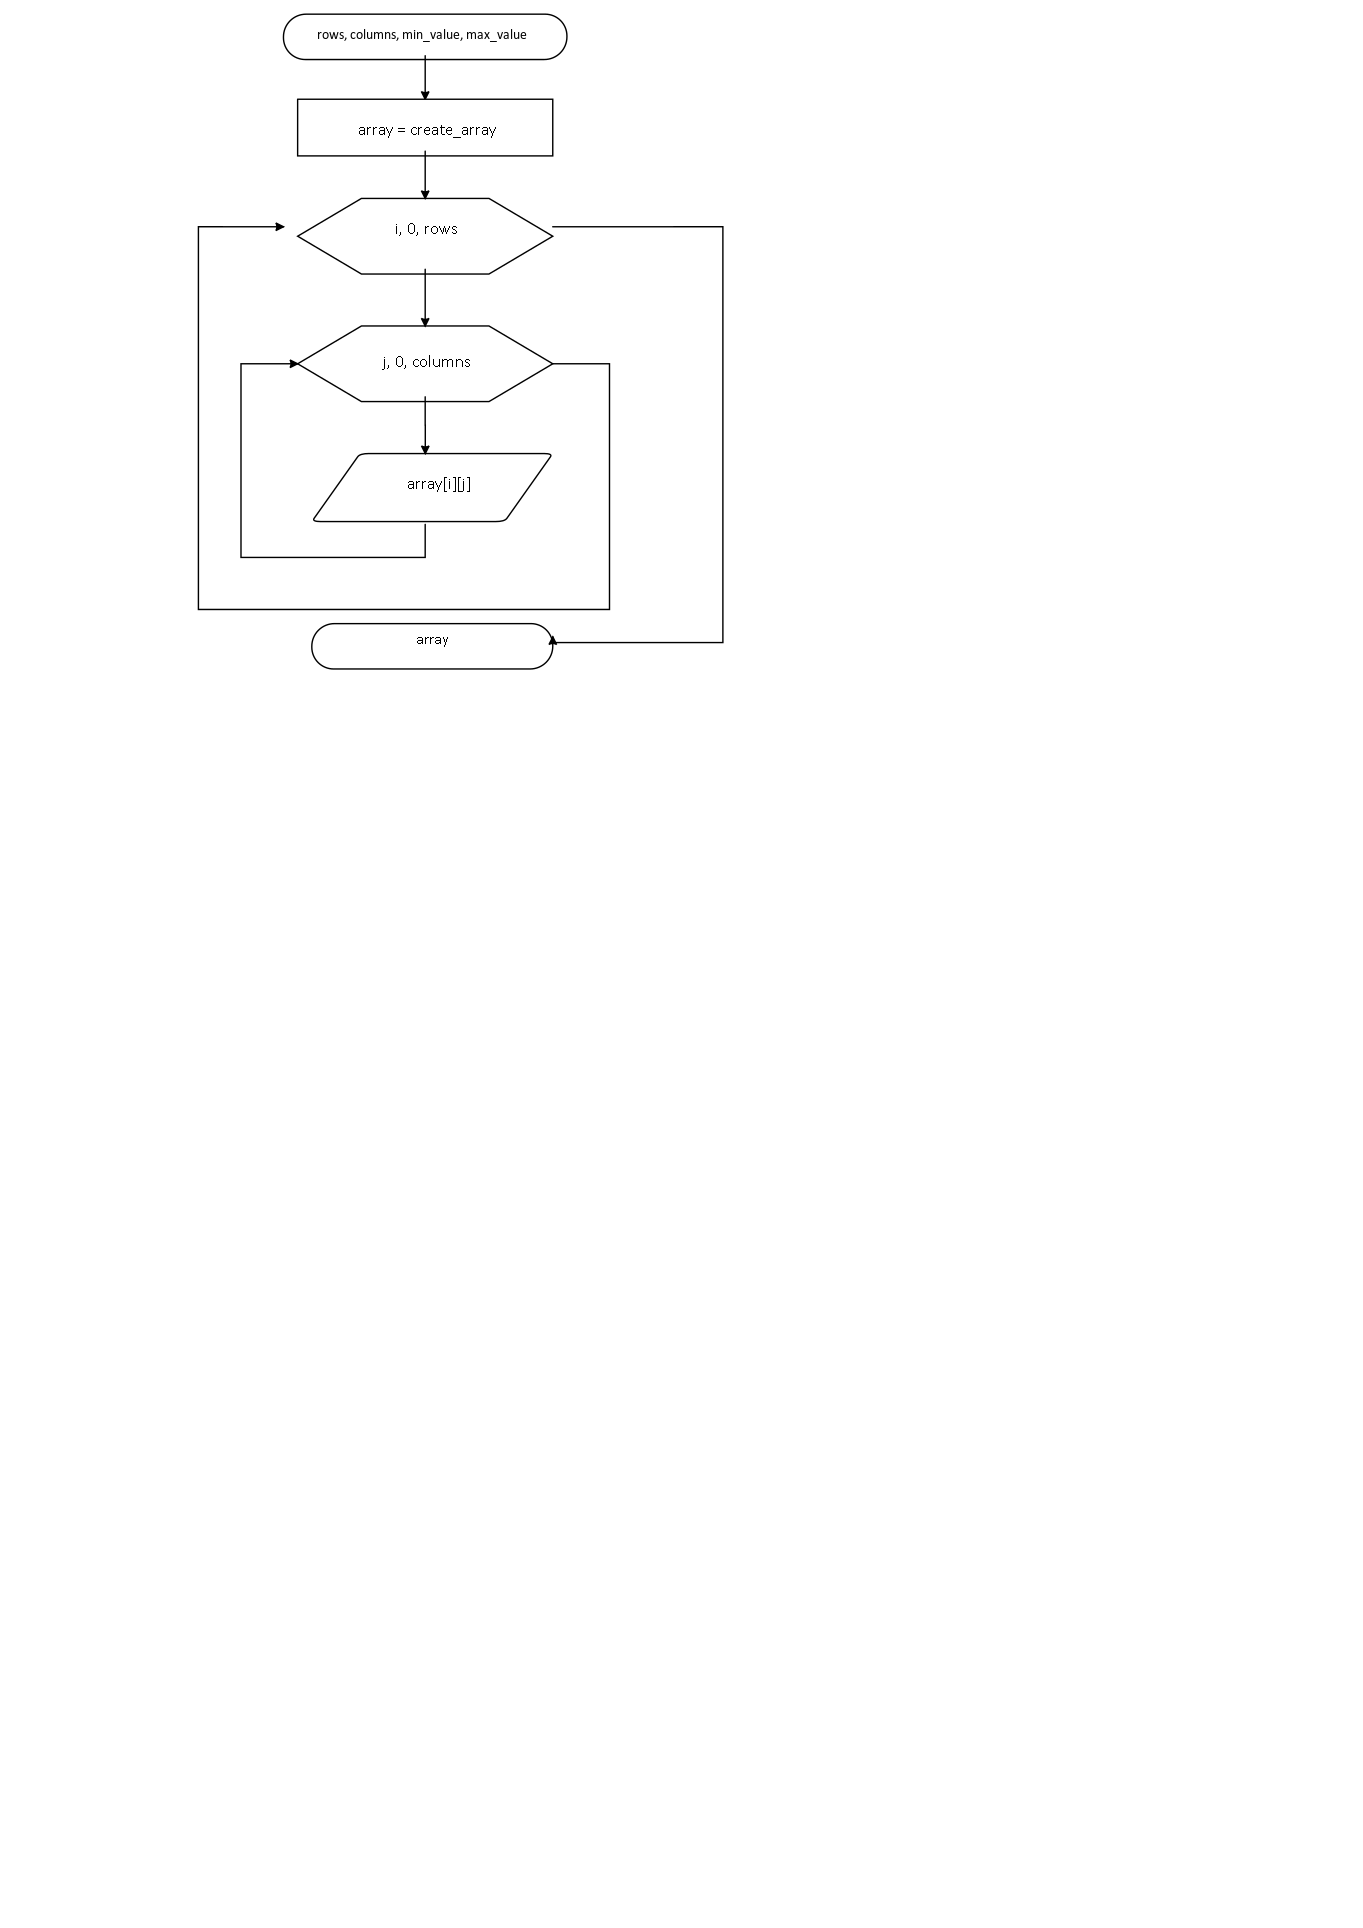 rows, columns, min_value, max_value
array = create_array
i, 0, rows
j, 0, columns
array[i][j]
array